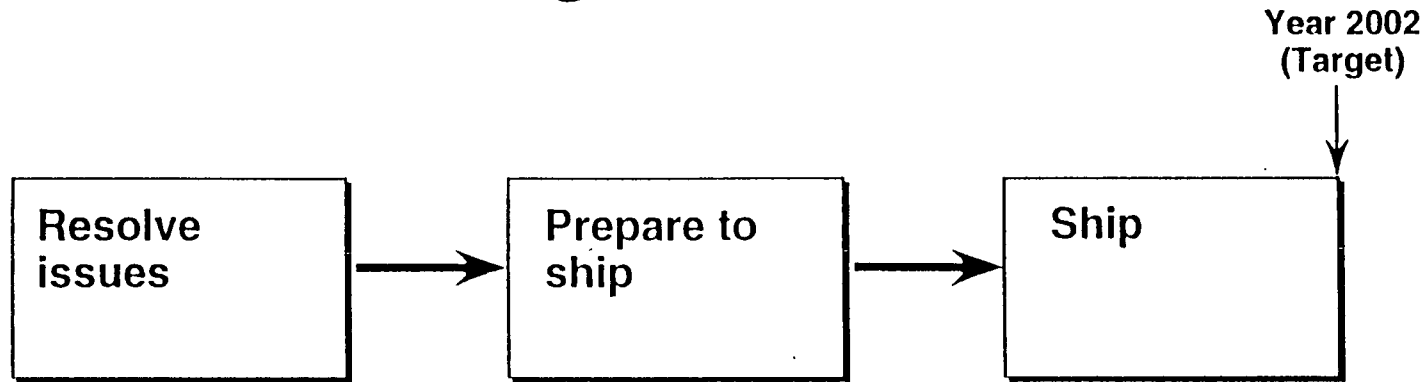 Year 2002
(Target)
Resolve
issues
Prepare to
ship
Ship